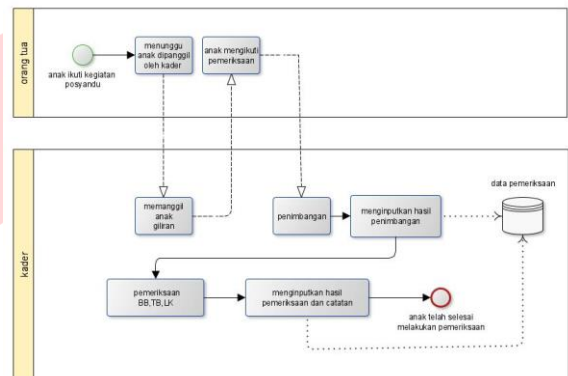 orang tua
anak ikuti kegiatan
posyandu
menunggu
anak dipanggil
oleh kader
anak mengikuti
pemeriksaan
kader
memanggil
anak
giliran
penimbangan
menginputkan hasil
penimbangan
data pemeriksaan
pemeriksaan
BB,TB,LK
menginputkan hasil
pemeriksaan dan catatan
anak telah selesai
melakukan pemeriksaan